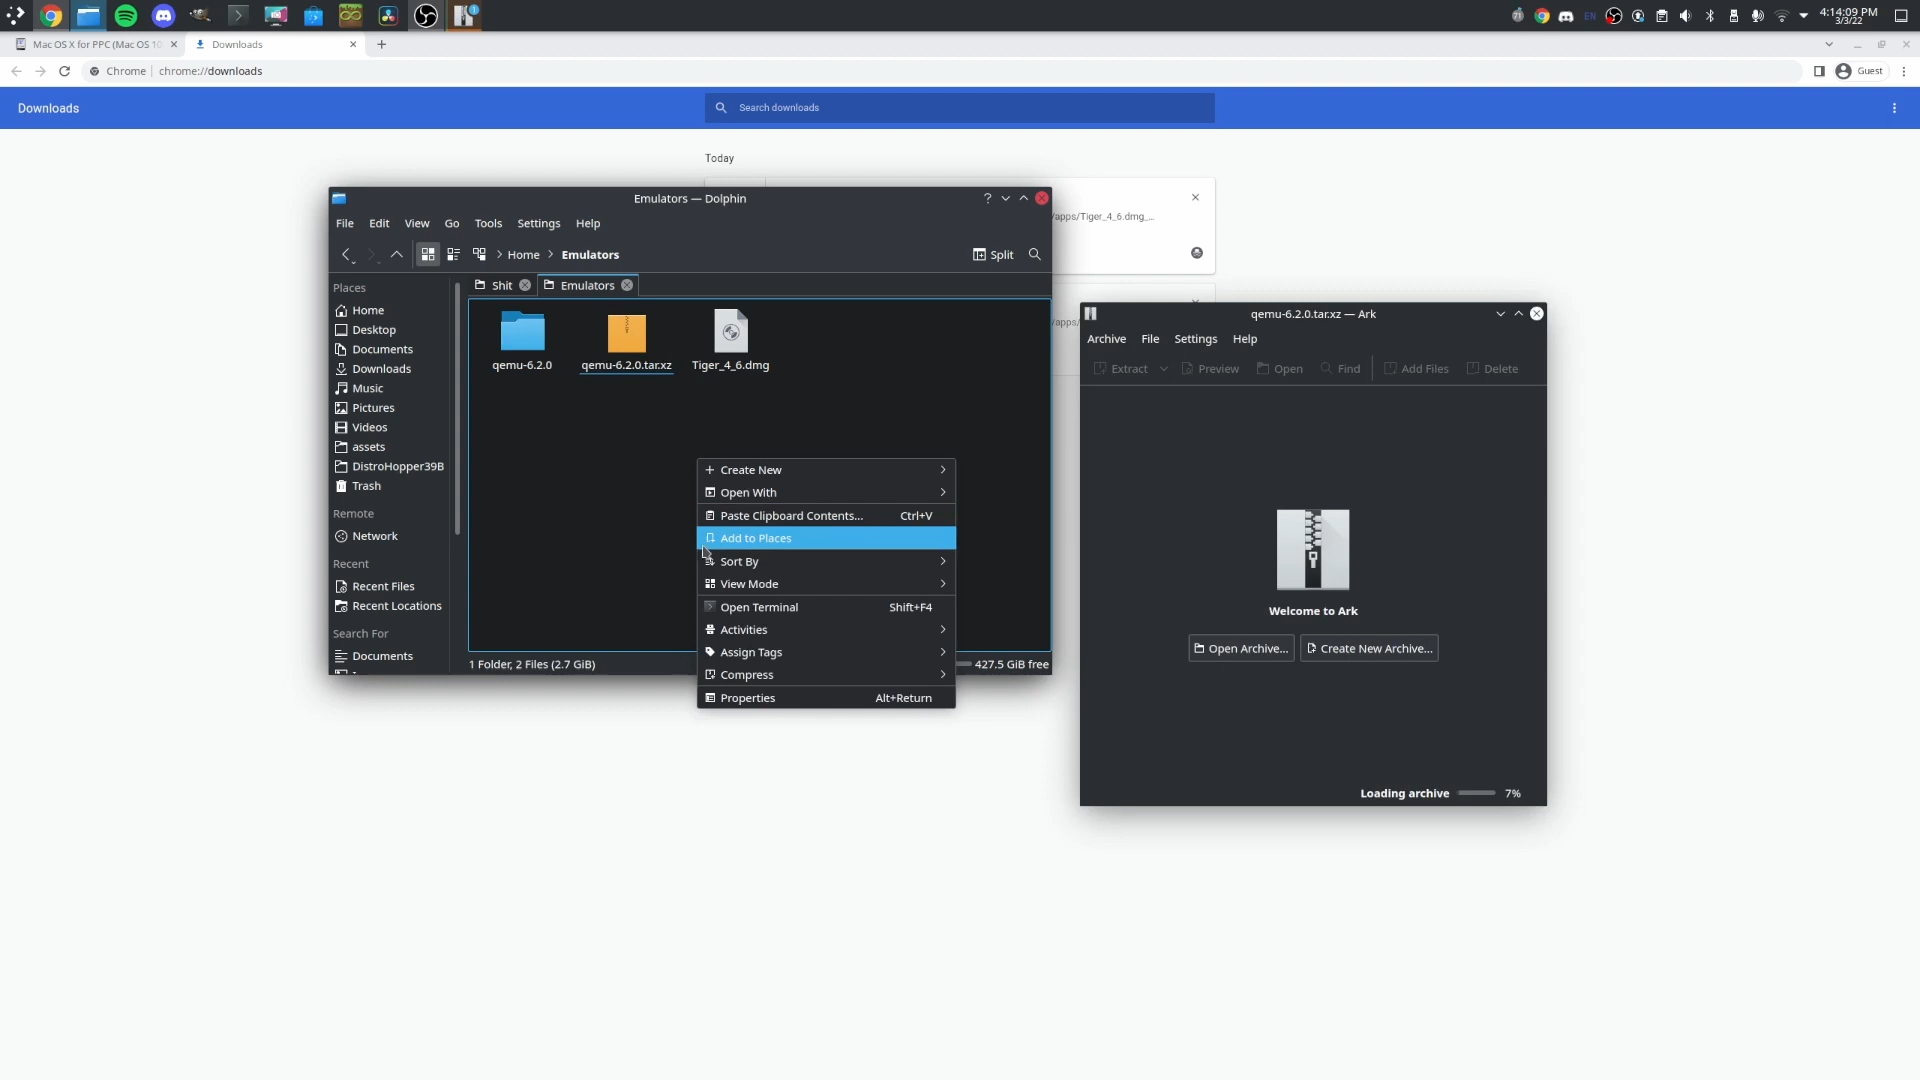 4:14:09 PM
3/3/22
EN
Mac OS X for PPC (Mac OS 10
Downloads
Chrome
chrome://downloads
Guest
Downloads
Search downloads
Today
/apps/Tiger_4_6.dmg_...
/apps/
Emulators — Dolphin
File Edit View Go Tools Settings Help
Home Emulators
Split
Places
Home
Desktop
Documents
Downloads
Music
Pictures
Videos
assets
DistroHopper39B
Trash
Remote
Network
Recent
Recent Files
Recent Locations
Search For
Documents
Shit
Emulators
qemu-6.2.0
qemu-6.2.0.tar.xz
Tiger_4_6.dmg
1 Folder, 2 Files (2.7 GiB)
427.5 GiB free
Create New
Open With
Paste Clipboard Contents... Ctrl+V
Add to Places
Sort By
View Mode
Open Terminal Shift+F4
Activities
Assign Tags
Compress
Properties Alt+Return
qemu-6.2.0.tar.xz — Ark
Archive File Settings Help
Extract Preview Open Find Add Files Delete
Welcome to Ark
Open Archive...
Create New Archive...
Loading archive 7%